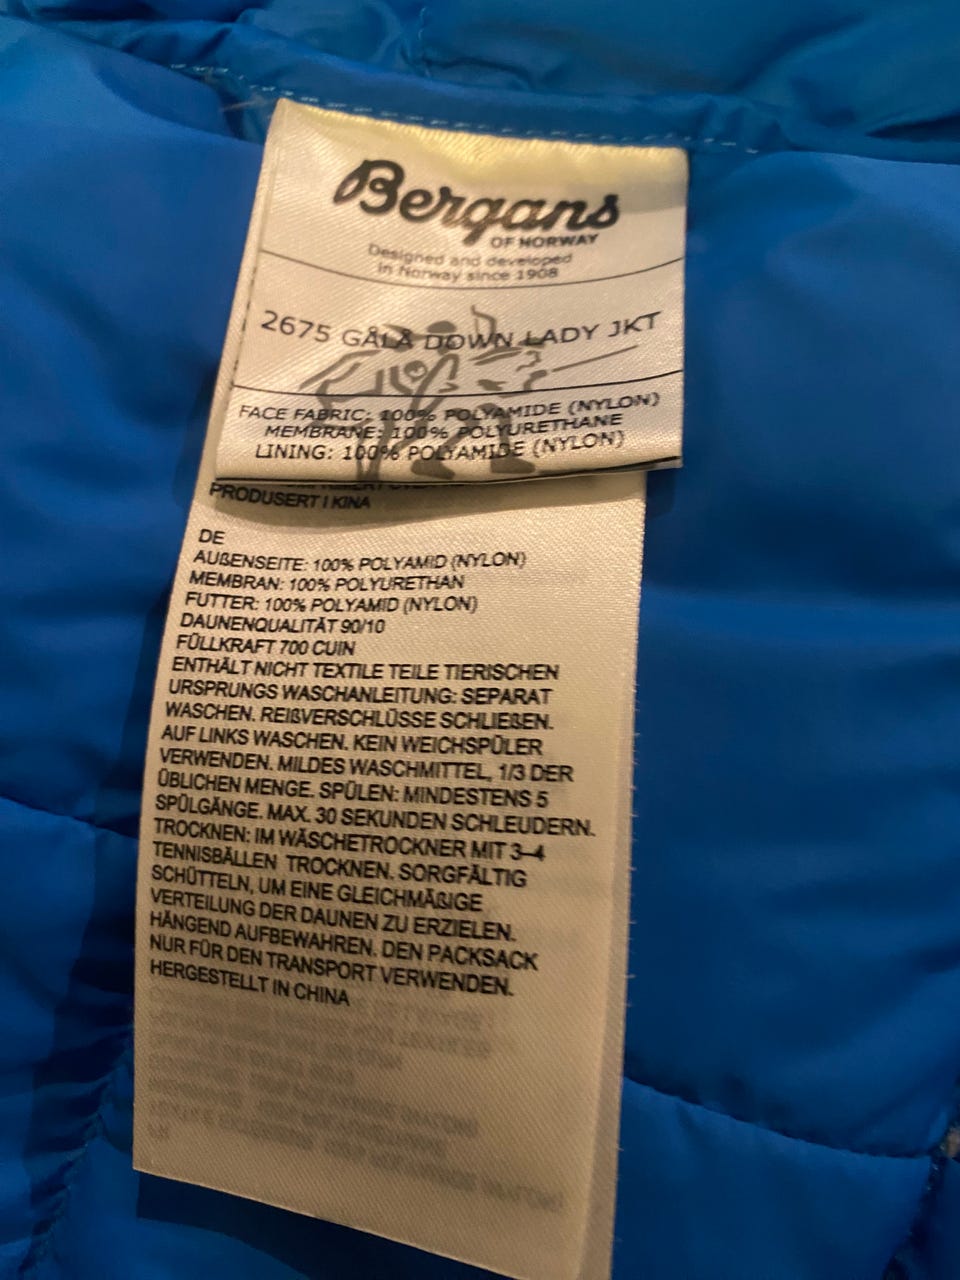 Bergans
OF NORWAY
Designed and developed
in Norway since 1908
2675 GÅLÅ DOWN LADY JKT
FACE FABRIC: 100% POLYAMIDE (NYLON)
MEMBRANE: 100% POLYURETHANE
LINING: 100% POLYAMIDE (NYLON)
PRODUSERT I KINA
DE
AUßENSEITE: 100% POLYAMID (NYLON)
MEMBRAN: 100% POLYURETHAN
FUTTER: 100% POLYAMID (NYLON)
DAUNENQUALITÄT 90/10
FÜLLKRAFT 700 CUIN
ENTHÄLT NICHT TEXTILE TEILE TIERISCHEN
URSPRUNGS WASCHANLEITUNG: SEPARAT
WASCHEN. REIßVERSCHLÜSSE SCHLIEßEN.
AUF LINKS WASCHEN. KEIN WEICHSPÜLER
VERWENDEN. MILDES WASCHMITTEL, 1/3 DER
ÜBLICHEN MENGE. SPÜLEN: MINDESTENS 5
SPÜLGÄNGE. MAX. 30 SEKUNDEN SCHLEUDERN.
TROCKNEN: IM WÄSCHETROCKNER MIT 3–4
TENNISBÄLLEN TROCKNEN. SORGFÄLTIG
SCHÜTTELN, UM EINE GLEICHMÄßIGE
VERTEILUNG DER DAUNEN ZU ERZIELEN.
HÄNGEND AUFBEWAHREN. DEN PACKSACK
NUR FÜR DEN TRANSPORT VERWENDEN.
HERGESTELLT IN CHINA